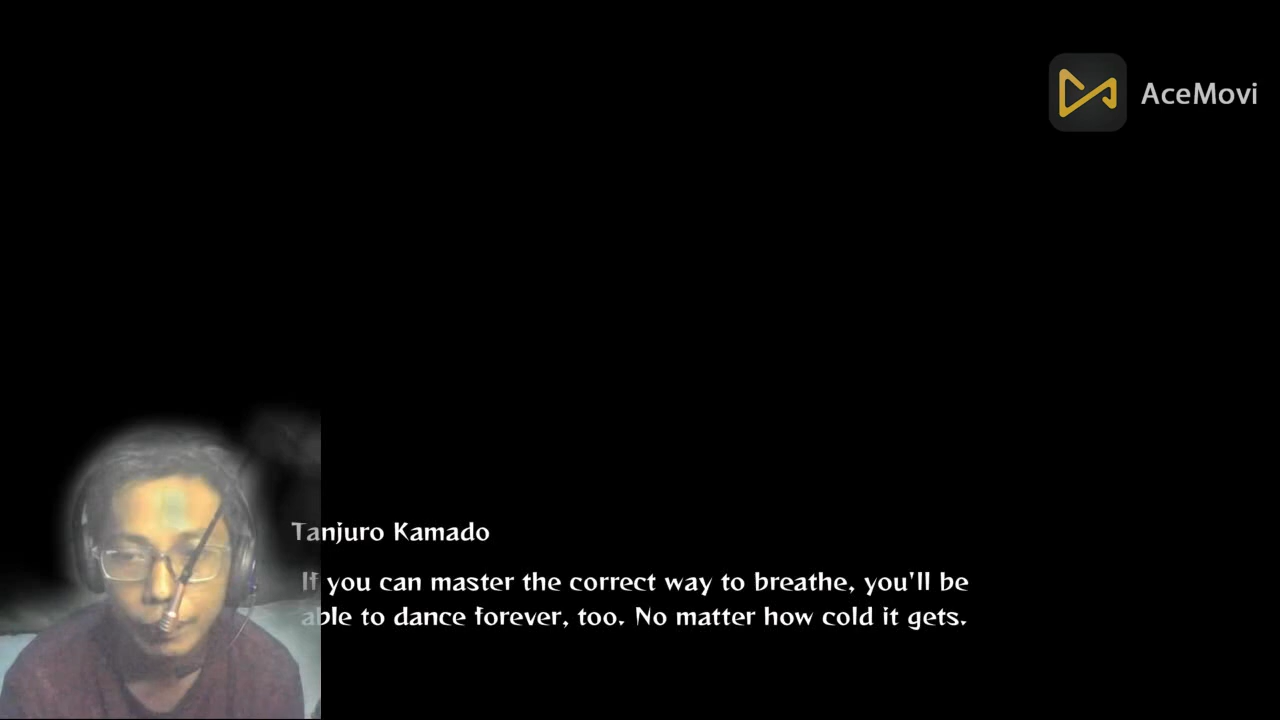 AceMovi
Tanjuro Kamado
If you can master the correct way to breathe, you'll be
able to dance forever, too. No matter how cold it gets.